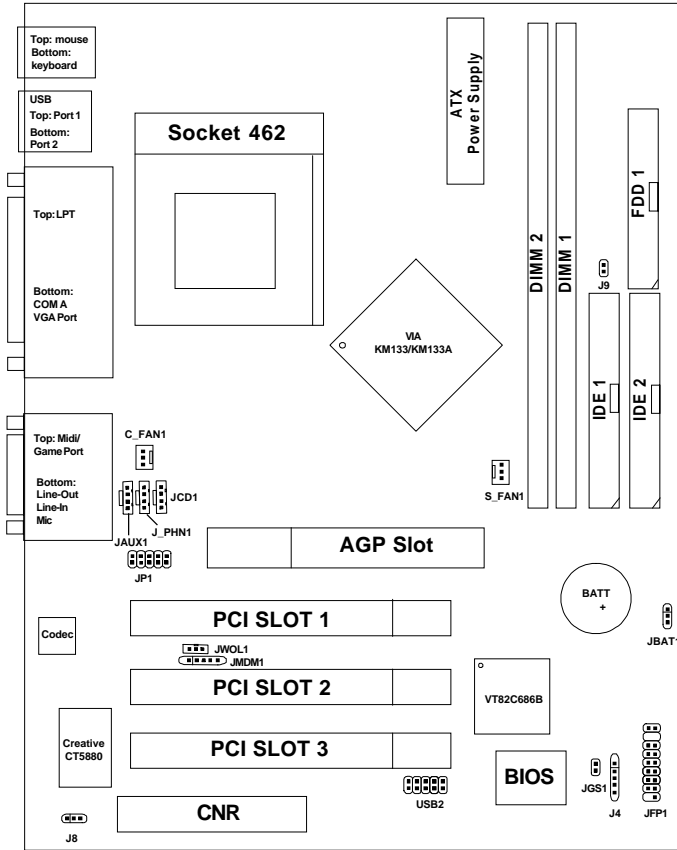 Top: mouse
Bottom:
keyboard
USB
Top: Port 1
Bottom:
Port 2
Socket 462
ATX
Power Supply
FDD 1
Top: LPT
Bottom:
COM A
VGA Port
DIMM 2
DIMM 1
J9
VIA
KM133/KM133A
IDE 1
IDE 2
Top: Midi/
Game Port
Bottom:
Line-Out
Line-In
Mic
C_FAN1
S_FAN1
JCD1
J_PHN1
JAUX1
JP1
AGP Slot
BATT
+
JBAT1
PCI SLOT 1
Codec
JWOL1
JMDM1
PCI SLOT 2
VT82C686B
Creative
CT5880
PCI SLOT 3
BIOS
USB2
JGS1
J4
JFP1
CNR
J8